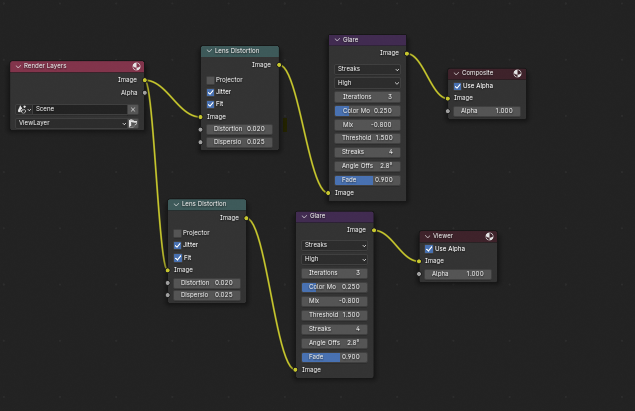 Render Layers
Image
Alpha
Scene
ViewLayer
Lens Distortion
Image
Projector
Jitter
Fit
Image
Distortion 0.020
Dispersio 0.025
Glare
Image
Streaks
High
Iterations 3
Color Mo 0.250
Mix -0.800
Threshold 1.500
Streaks 4
Angle Offs 2.8°
Fade 0.900
Image
Composite
Use Alpha
Image
Alpha 1.000
Lens Distortion
Image
Projector
Jitter
Fit
Image
Distortion 0.020
Dispersio 0.025
Glare
Image
Streaks
High
Iterations 3
Color Mo 0.250
Mix -0.800
Threshold 1.500
Streaks 4
Angle Offs 2.8°
Fade 0.900
Image
Viewer
Use Alpha
Image
Alpha 1.000